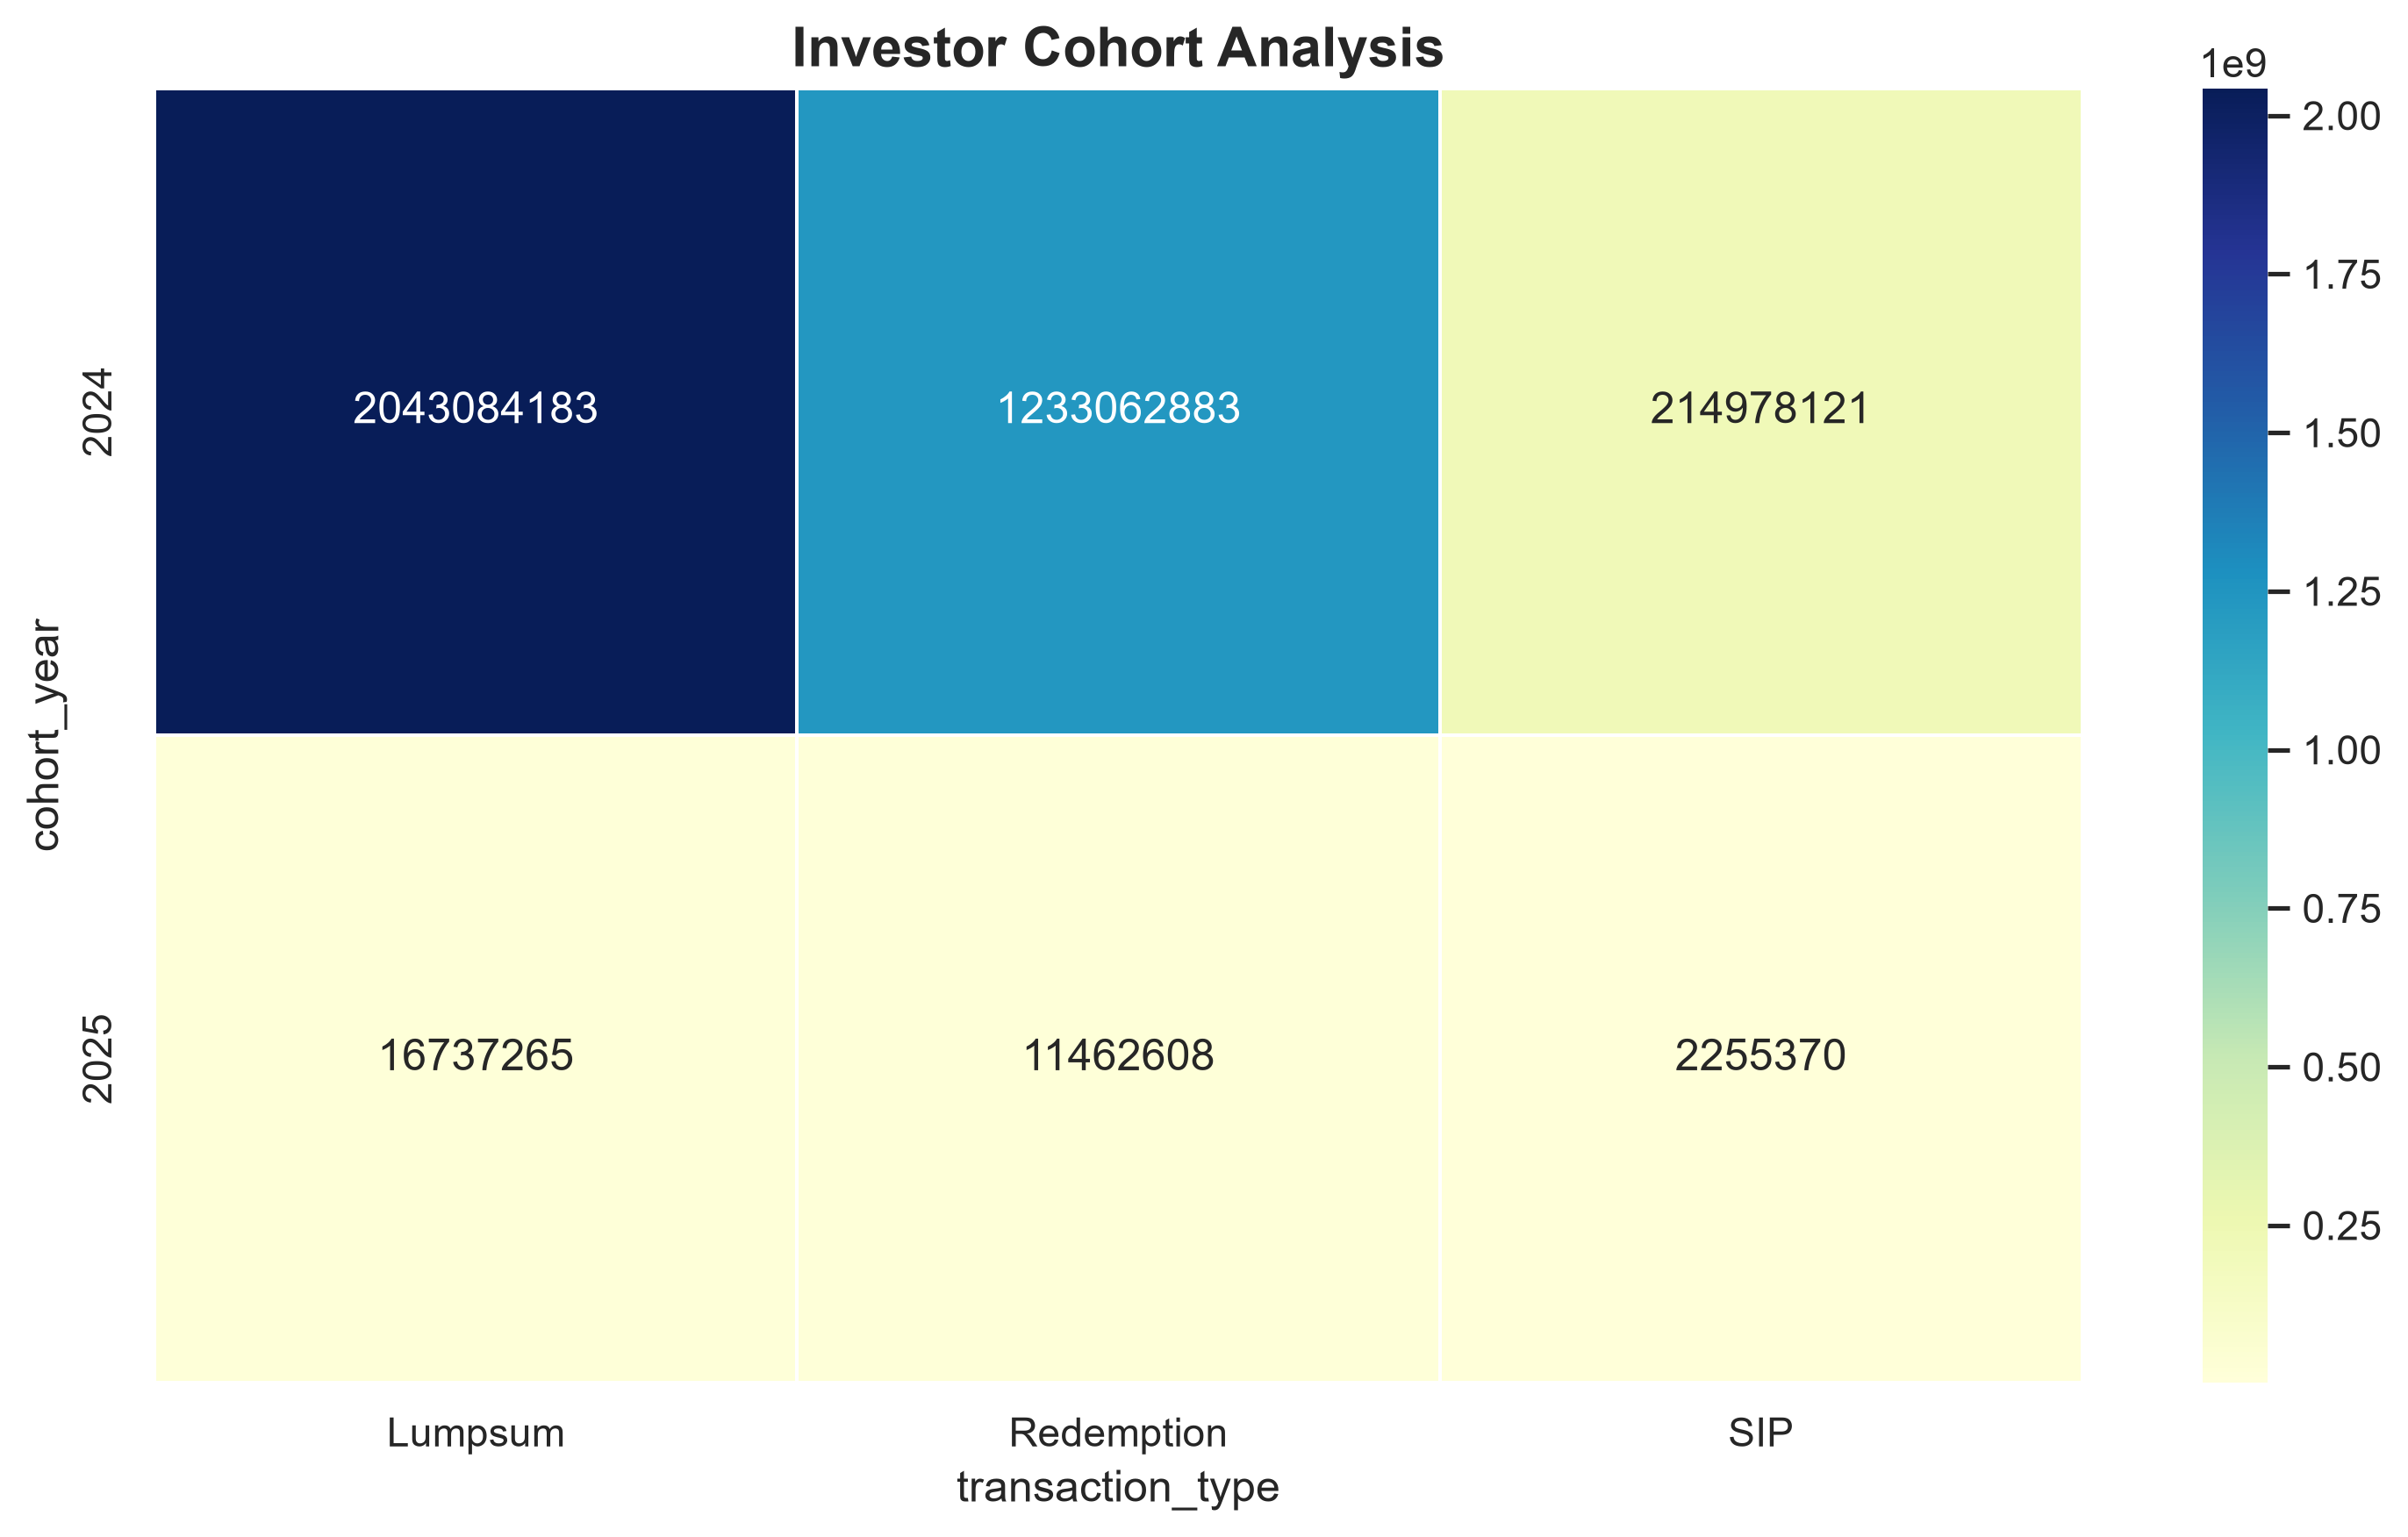 Investor Cohort Analysis
1e9
2.00
1.75
1.50
1.25
1.00
0.75
0.50
0.25
cohort_year
2024
2043084183 1233062883 214978121
2025
16737265 11462608 2255370
Lumpsum Redemption SIP
transaction_type